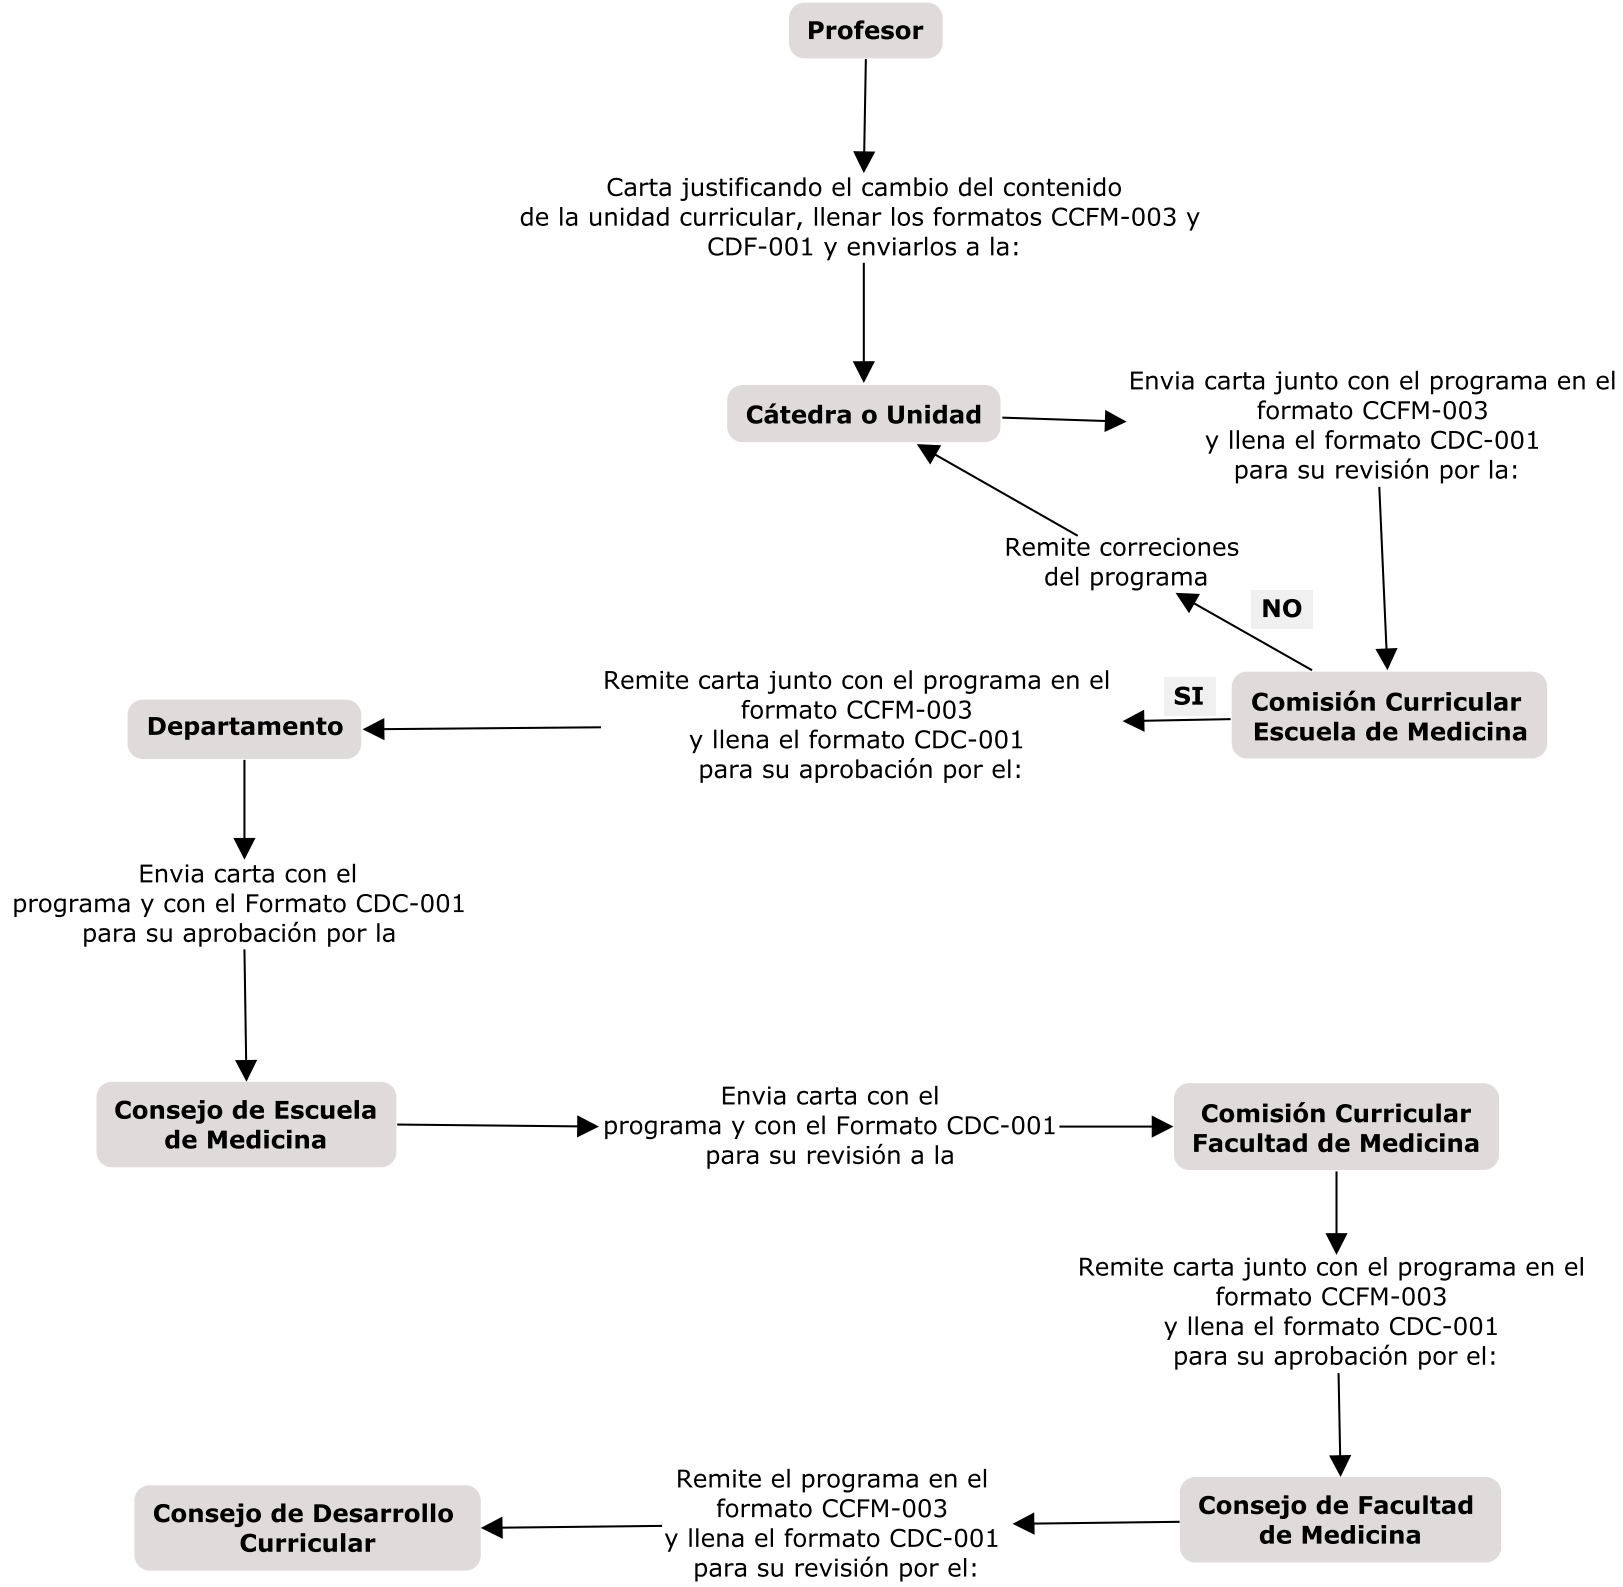 Profesor
Carta justificando el cambio del contenido
de la unidad curricular, llenar los formatos CCFM-003 y
CDF-001 y enviarlos a la:
Cátedra o Unidad
Envia carta junto con el programa en el
formato CCFM-003
y llena el formato CDC-001
para su revisión por la:
Remite correciones
del programa
NO
SI
Comisión Curricular
Escuela de Medicina
Remite carta junto con el programa en el
formato CCFM-003
y llena el formato CDC-001
para su aprobación por el:
Departamento
Envia carta con el
programa y con el Formato CDC-001
para su aprobación por la
Consejo de Escuela
de Medicina
Envia carta con el
programa y con el Formato CDC-001
para su revisión a la
Comisión Curricular
Facultad de Medicina
Remite carta junto con el programa en el
formato CCFM-003
y llena el formato CDC-001
para su aprobación por el:
Consejo de Facultad
de Medicina
Remite el programa en el
formato CCFM-003
y llena el formato CDC-001
para su revisión por el:
Consejo de Desarrollo
Curricular